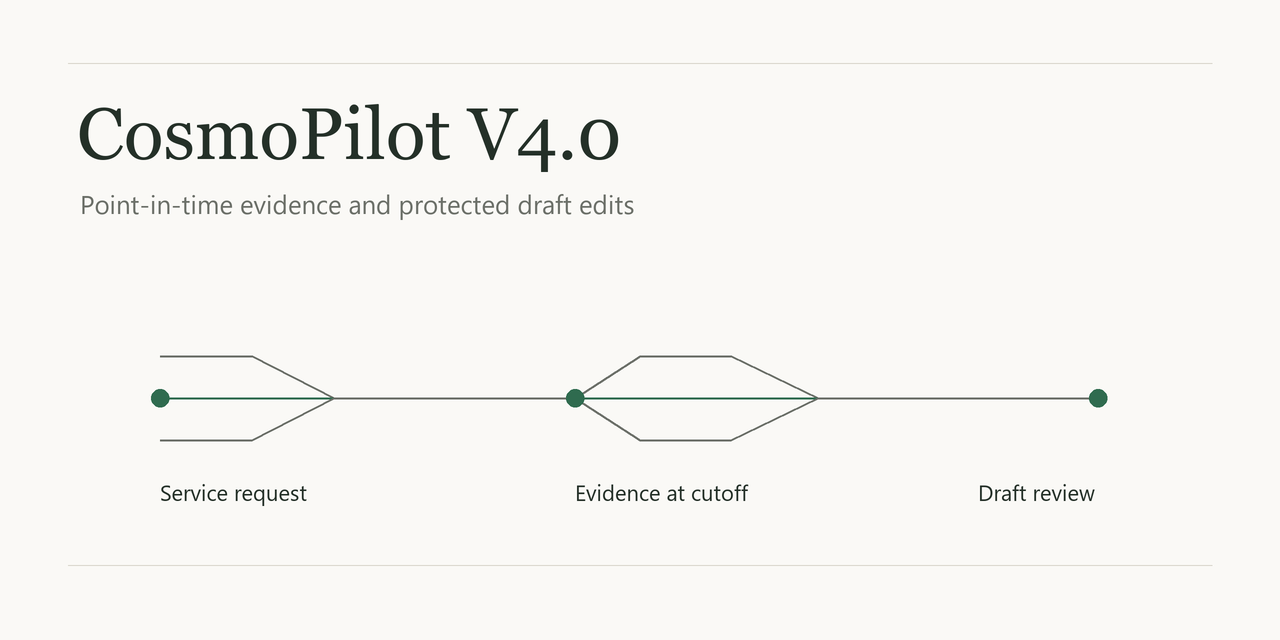 CosmoPilot V4.0
Point-in-time evidence and protected draft edits
Service request
Evidence at cutoff
Draft review